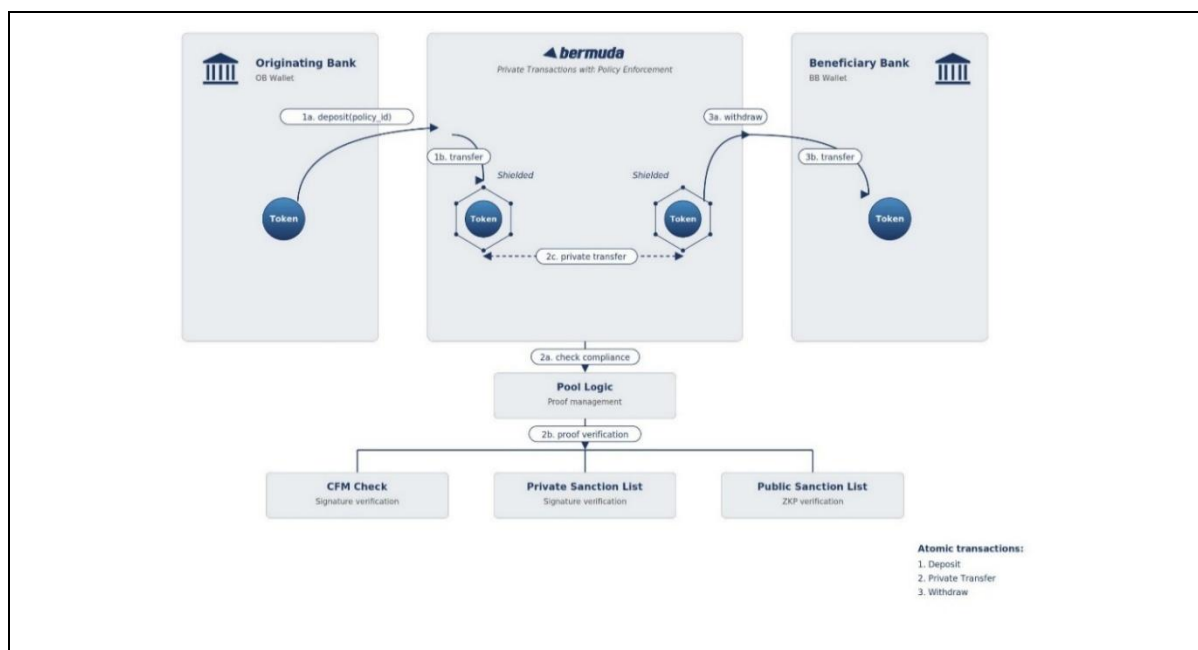 Originating Bank
OB Wallet
bermuda
Private Transactions with Policy Enforcement
Beneficiary Bank
BB Wallet
1a. deposit(policy_id)
3a. withdraw
1b. transfer
3b. transfer
Shielded
Shielded
Token
Token
Token
Token
2c. private transfer
2a. check compliance
Pool Logic
Proof management
2b. proof verification
CFM Check
Signature verification
Private Sanction List
Signature verification
Public Sanction List
ZKP verification
Atomic transactions:
1. Deposit
2. Private Transfer
3. Withdraw